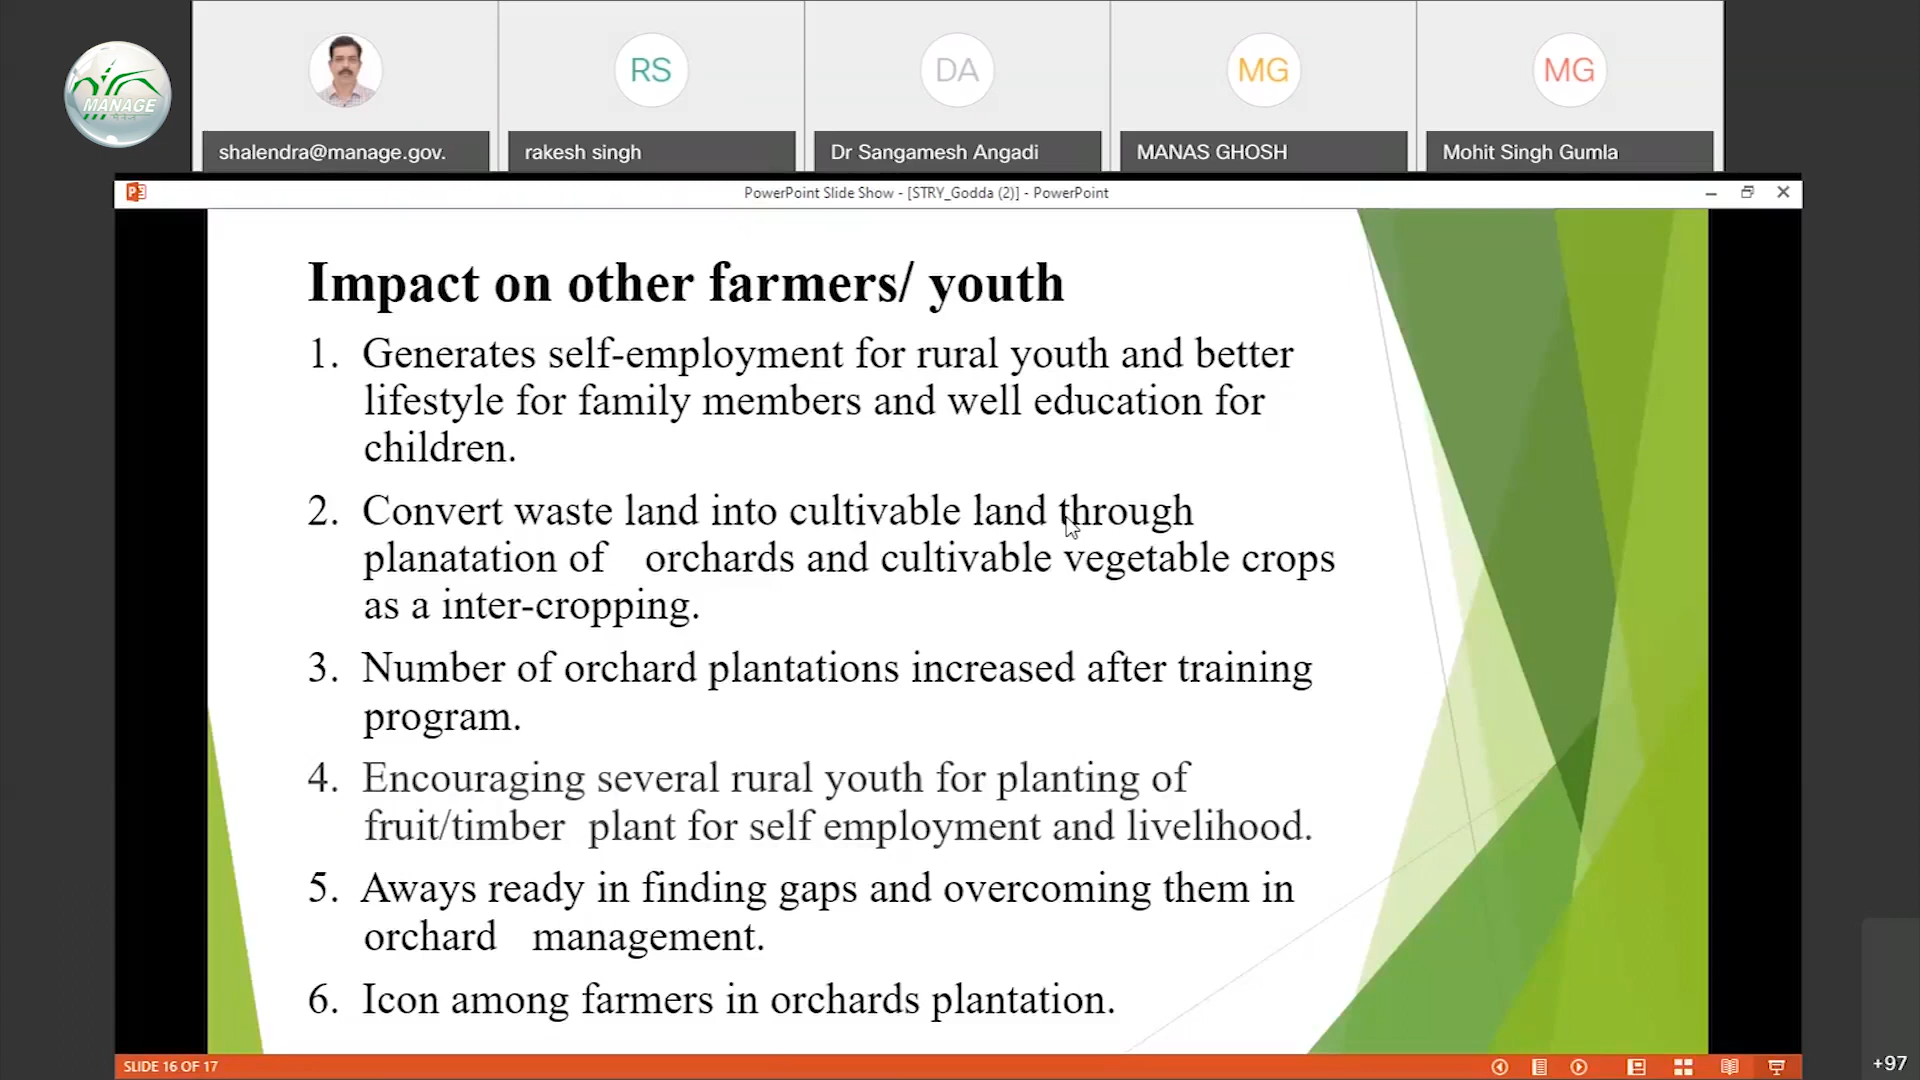 MANAGE
RS
DA
MG
MG
shalendra@manage.gov.
rakesh singh
Dr Sangamesh Angadi
MANAS GHOSH
Mohit Singh Gumla
PowerPoint Slide Show - [STRY_Godda (2)] - PowerPoint
Impact on other farmers/ youth
1. Generates self-employment for rural youth and better
lifestyle for family members and well education for
children.
2. Convert waste land into cultivable land through
planatation of orchards and cultivable vegetable crops
as a inter-cropping.
3. Number of orchard plantations increased after training
program.
4. Encouraging several rural youth for planting of
fruit/timber plant for self employment and livelihood.
5. Aways ready in finding gaps and overcoming them in
orchard management.
6. Icon among farmers in orchards plantation.
SLIDE 16 OF 17
+97